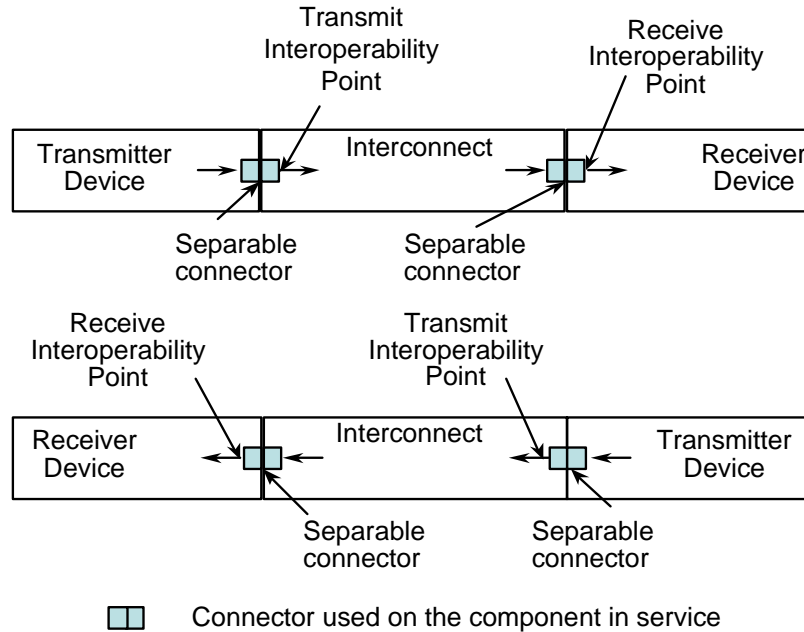 Transmit
Interoperability
Point
Receive
Interoperability
Point
Transmitter
Device
Interconnect
Receiver
Device
Separable
connector
Separable
connector
Receive
Interoperability
Point
Transmit
Interoperability
Point
Receiver
Device
Interconnect
Transmitter
Device
Separable
connector
Separable
connector
Connector used on the component in service